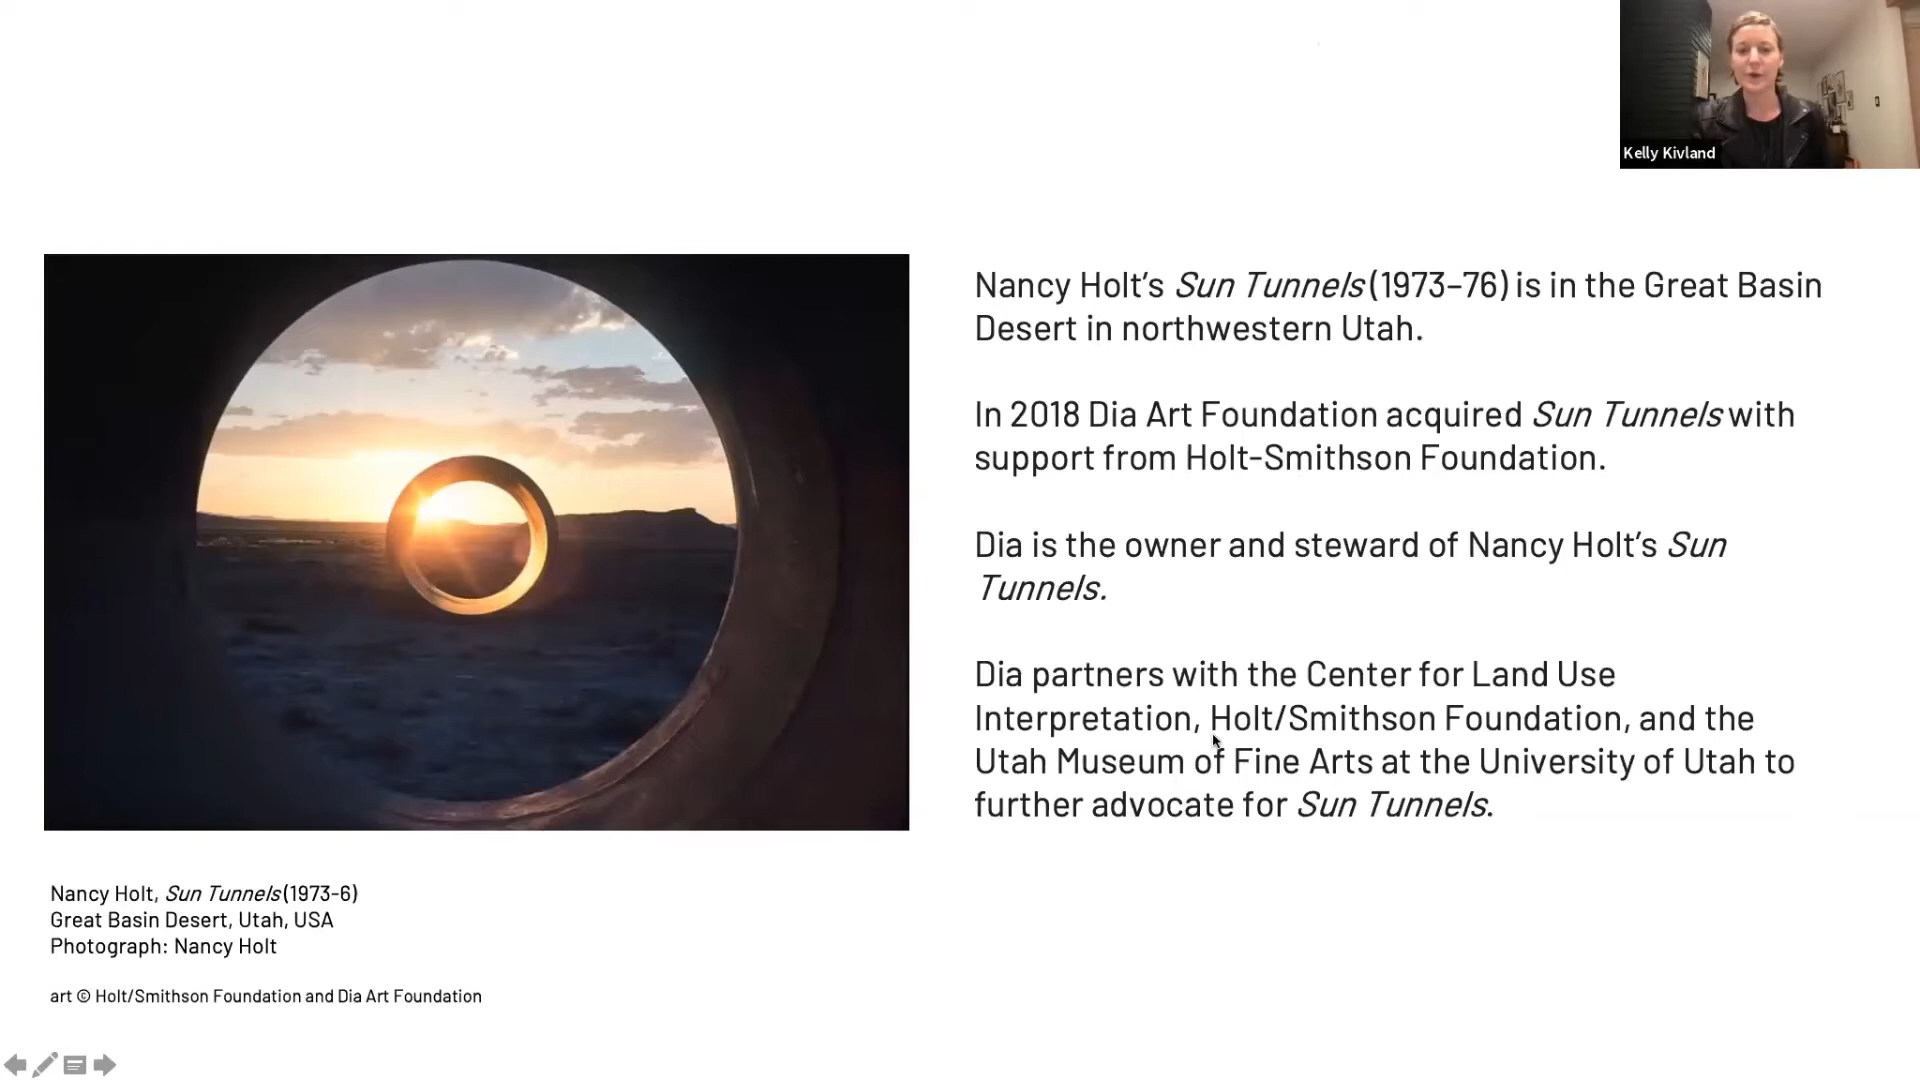 Kelly Kivland
Nancy Holt’s Sun Tunnels (1973–76) is in the Great Basin
Desert in northwestern Utah.
In 2018 Dia Art Foundation acquired Sun Tunnels with
support from Holt-Smithson Foundation.
Dia is the owner and steward of Nancy Holt’s Sun
Tunnels.
Dia partners with the Center for Land Use
Interpretation, Holt/Smithson Foundation, and the
Utah Museum of Fine Arts at the University of Utah to
further advocate for Sun Tunnels.
Nancy Holt, Sun Tunnels (1973-6)
Great Basin Desert, Utah, USA
Photograph: Nancy Holt
art © Holt/Smithson Foundation and Dia Art Foundation